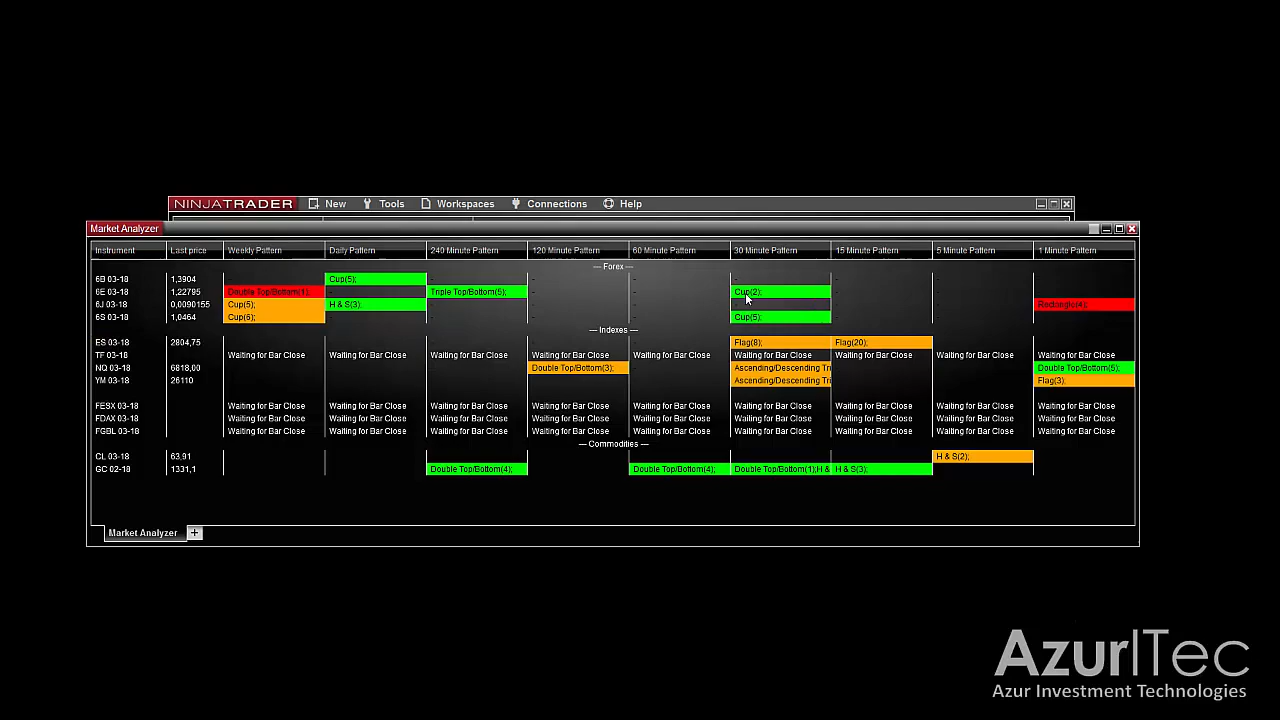 NINJATRADER New Tools Workspaces Connections Help
Market Analyzer
Instrument Last price Weekly Pattern Daily Pattern 240 Minute Pattern 120 Minute Pattern 60 Minute Pattern 30 Minute Pattern 15 Minute Pattern 5 Minute Pattern 1 Minute Pattern
— Forex —
6B 03-18 1,3904 Cup(5);
6E 03-18 1,22795 Double Top/Bottom(1); Triple Top/Bottom(5); Cup(2);
6J 03-18 0,0090155 Cup(5); H & S(3); Rectangle(4);
6S 03-18 1,0464 Cup(6); Cup(5);
— Indexes —
ES 03-18 2804,75 Flag(8); Flag(20);
TF 03-18 Waiting for Bar Close Waiting for Bar Close Waiting for Bar Close Waiting for Bar Close Waiting for Bar Close Waiting for Bar Close Waiting for Bar Close Waiting for Bar Close Waiting for Bar Close
NQ 03-18 6818,00 Double Top/Bottom(3); Ascending/Descending Tri Double Top/Bottom(5);
YM 03-18 26110 Ascending/Descending Tri Flag(3);
FESX 03-18 Waiting for Bar Close Waiting for Bar Close Waiting for Bar Close Waiting for Bar Close Waiting for Bar Close Waiting for Bar Close Waiting for Bar Close Waiting for Bar Close Waiting for Bar Close
FDAX 03-18 Waiting for Bar Close Waiting for Bar Close Waiting for Bar Close Waiting for Bar Close Waiting for Bar Close Waiting for Bar Close Waiting for Bar Close Waiting for Bar Close Waiting for Bar Close
FGBL 03-18 Waiting for Bar Close Waiting for Bar Close Waiting for Bar Close Waiting for Bar Close Waiting for Bar Close Waiting for Bar Close Waiting for Bar Close Waiting for Bar Close Waiting for Bar Close
— Commodities —
CL 03-18 63,91 H & S(2);
GC 02-18 1331,1 Double Top/Bottom(4); Double Top/Bottom(4); Double Top/Bottom(1);H & H & S(3);
Market Analyzer +
AzurITec
Azur Investment Technologies